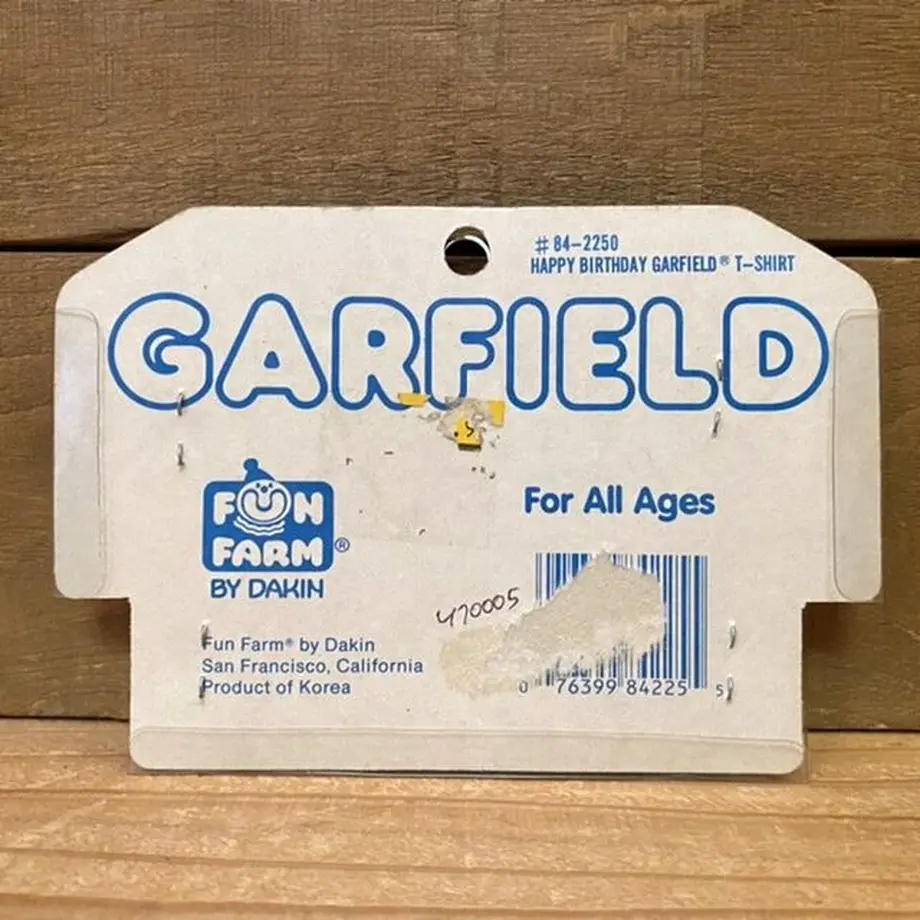 # 84-2250
HAPPY BIRTHDAY GARFIELD® T-SHIRT
GARFIELD
.5
FUN
FARM®
BY DAKIN
For All Ages
470005
Fun Farm® by Dakin
San Francisco, California
Product of Korea
0 76399 84225 5